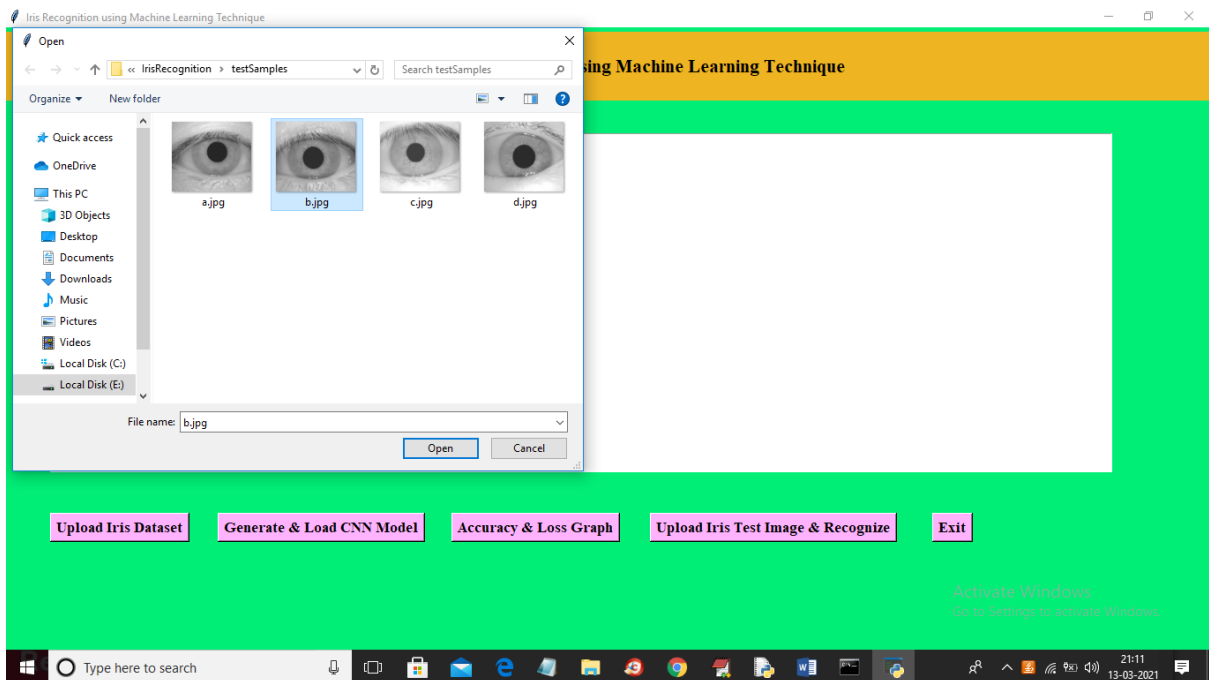 Iris Recognition using Machine Learning Technique
Open
sing Machine Learning Technique
« IrisRecognition › testSamples
Search testSamples
Organize
New folder
Quick access
OneDrive
This PC
3D Objects
Desktop
Documents
Downloads
Music
Pictures
Videos
Local Disk (C:)
Local Disk (E:)
a.jpg
b.jpg
c.jpg
d.jpg
File name: b.jpg
Open
Cancel
Upload Iris Dataset
Generate & Load CNN Model
Accuracy & Loss Graph
Upload Iris Test Image & Recognize
Exit
Activate Windows
Go to Settings to activate Windows.
Type here to search
21:11
13-03-2021